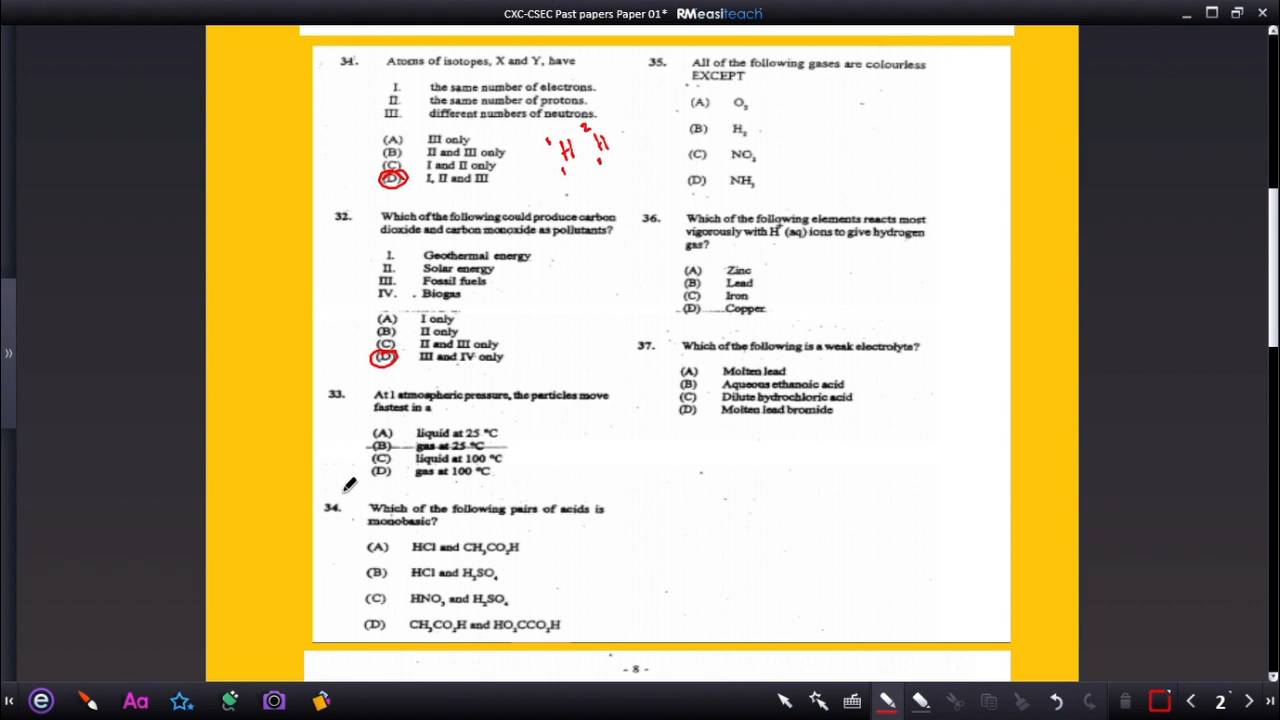 CXC-CSEC Past papers Paper 01* RMeasiteach
34. Atoms of isotopes, X and Y, have
I. the same number of electrons.
II. the same number of protons.
III. different numbers of neutrons.
(A) III only
(B) II and III only
(C) I and II only
(D) I, II and III
1 H 1 2 H 1
32. Which of the following could produce carbon
dioxide and carbon monoxide as pollutants?
I. Geothermal energy
II. Solar energy
III. Fossil fuels
IV. Biogas
(A) I only
(B) II only
(C) II and III only
(D) III and IV only
33. At 1 atmospheric pressure, the particles move
fastest in a
(A) liquid at 25 °C
(B) gas at 25 °C
(C) liquid at 100 °C
(D) gas at 100 °C
34. Which of the following pairs of acids is
monobasic?
(A) HCl and CH₃CO₂H
(B) HCl and H₂SO₄
(C) HNO₃ and H₂SO₄
(D) CH₃CO₂H and HO₂CCO₂H
35. All of the following gases are colourless
EXCEPT
(A) O₂
(B) H₂
(C) NO₂
(D) NH₃
36. Which of the following elements reacts most
vigorously with H⁺ (aq) ions to give hydrogen
gas?
(A) Zinc
(B) Lead
(C) Iron
(D) Copper
37. Which of the following is a weak electrolyte?
(A) Molten lead
(B) Aqueous ethanoic acid
(C) Dilute hydrochloric acid
(D) Molten lead bromide
- 8 -
e Aa 2